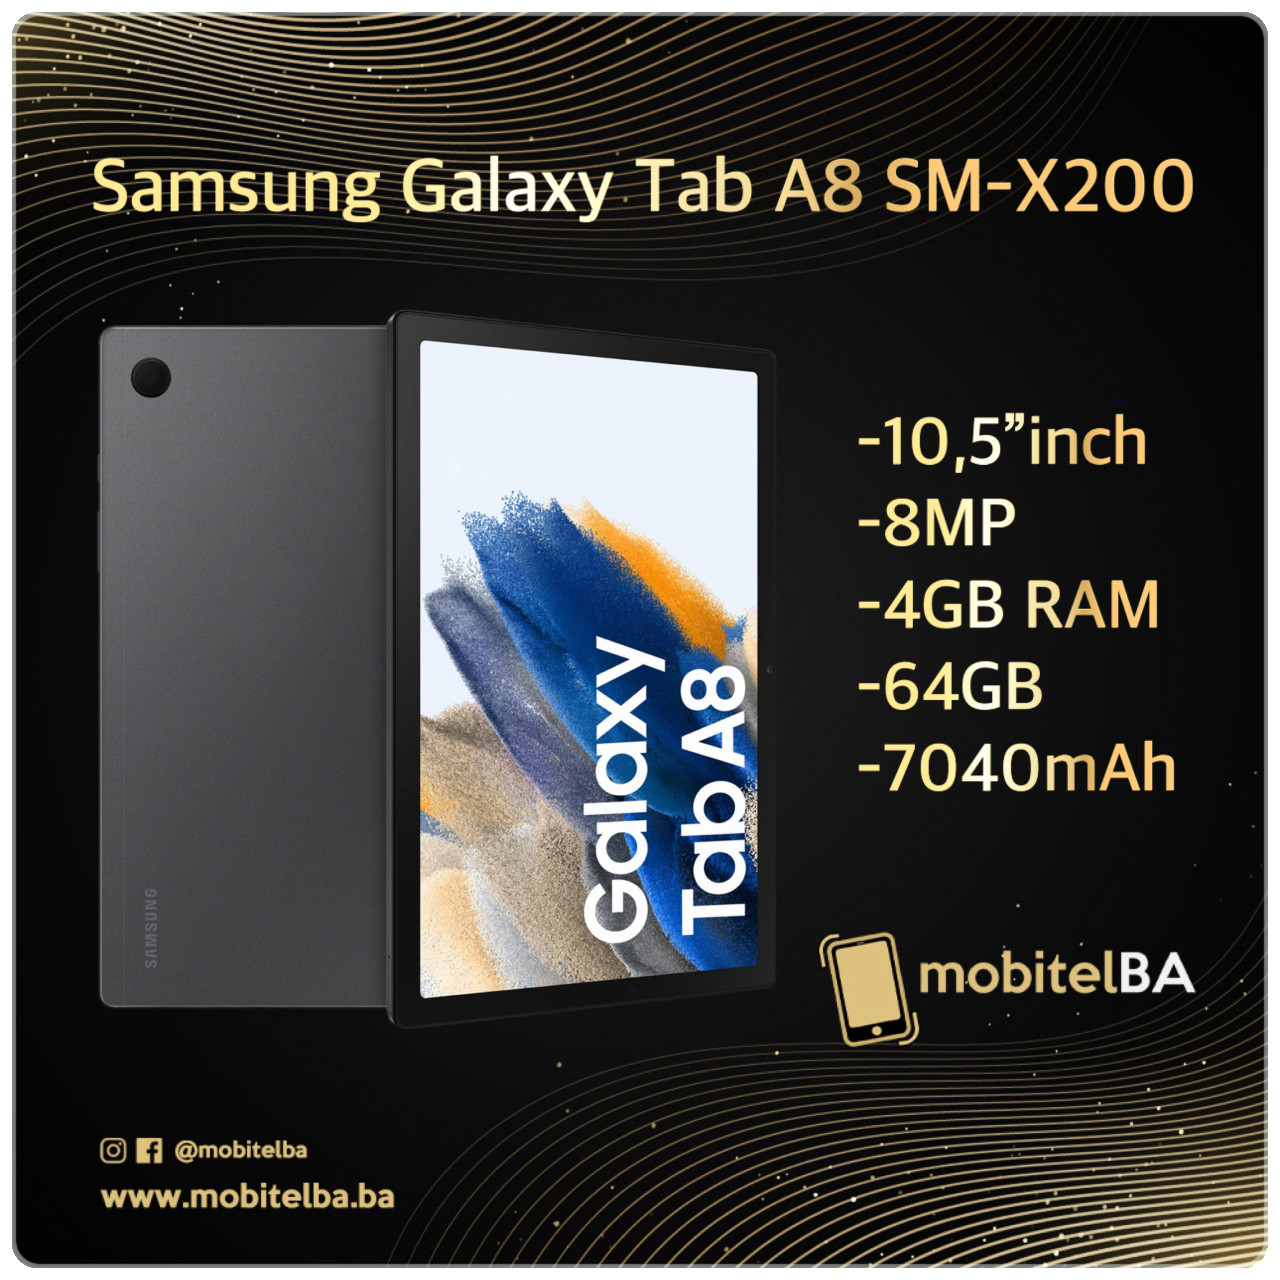 Samsung Galaxy Tab A8 SM-X200
-10,5”inch
-8MP
-4GB RAM
-64GB
-7040mAh
Galaxy
Tab A8
SAMSUNG
mobitelBA
@mobitelba
www.mobitelba.ba